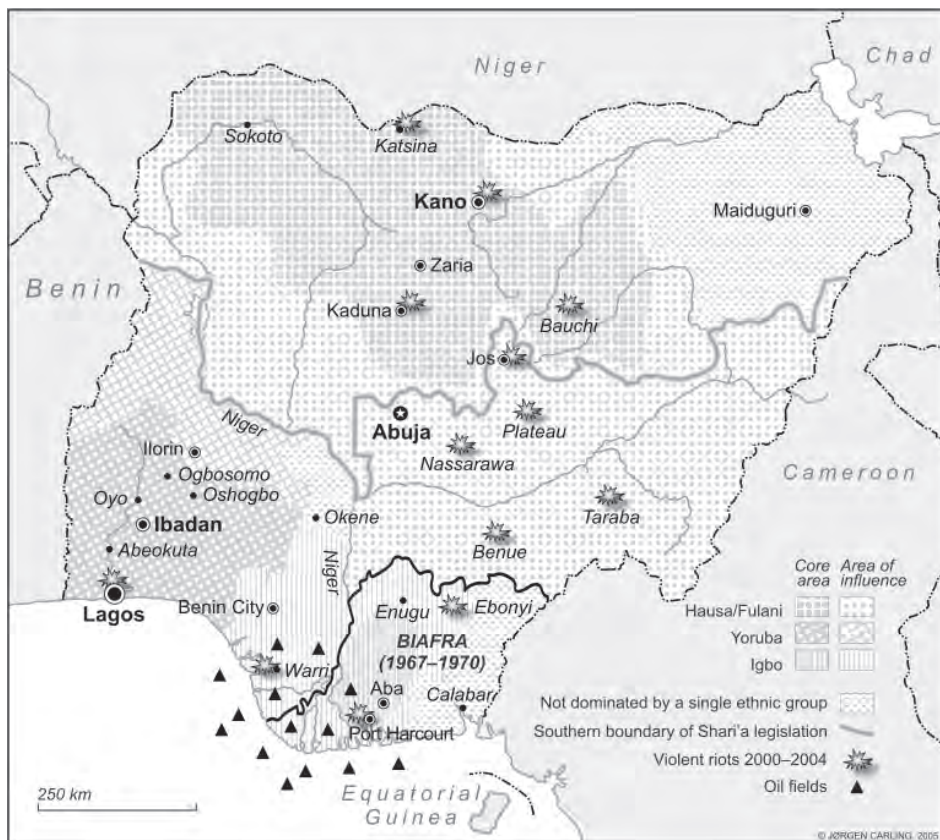 Niger
Chad
Sokoto
Katsina
Kano
Maiduguri
Zaria
Benin
Kaduna
Bauchi
Jos
Niger
Abuja
Plateau
Nassarawa
Ilorin
Ogbosomo
Oyo
Oshogbo
Cameroon
Taraba
Ibadan
Okene
Benue
Abeokuta
Niger
Lagos
Benin City
Enugu
Ebonyi
BIAFRA
(1967–1970)
Warri
Aba
Calabar
Port Harcourt
Core area
Area of influence
Hausa/Fulani
Yoruba
Igbo
Not dominated by a single ethnic group
Southern boundary of Shari'a legislation
Violent riots 2000–2004
Oil fields
250 km
Equatorial
Guinea
© JØRGEN CARLING, 2005